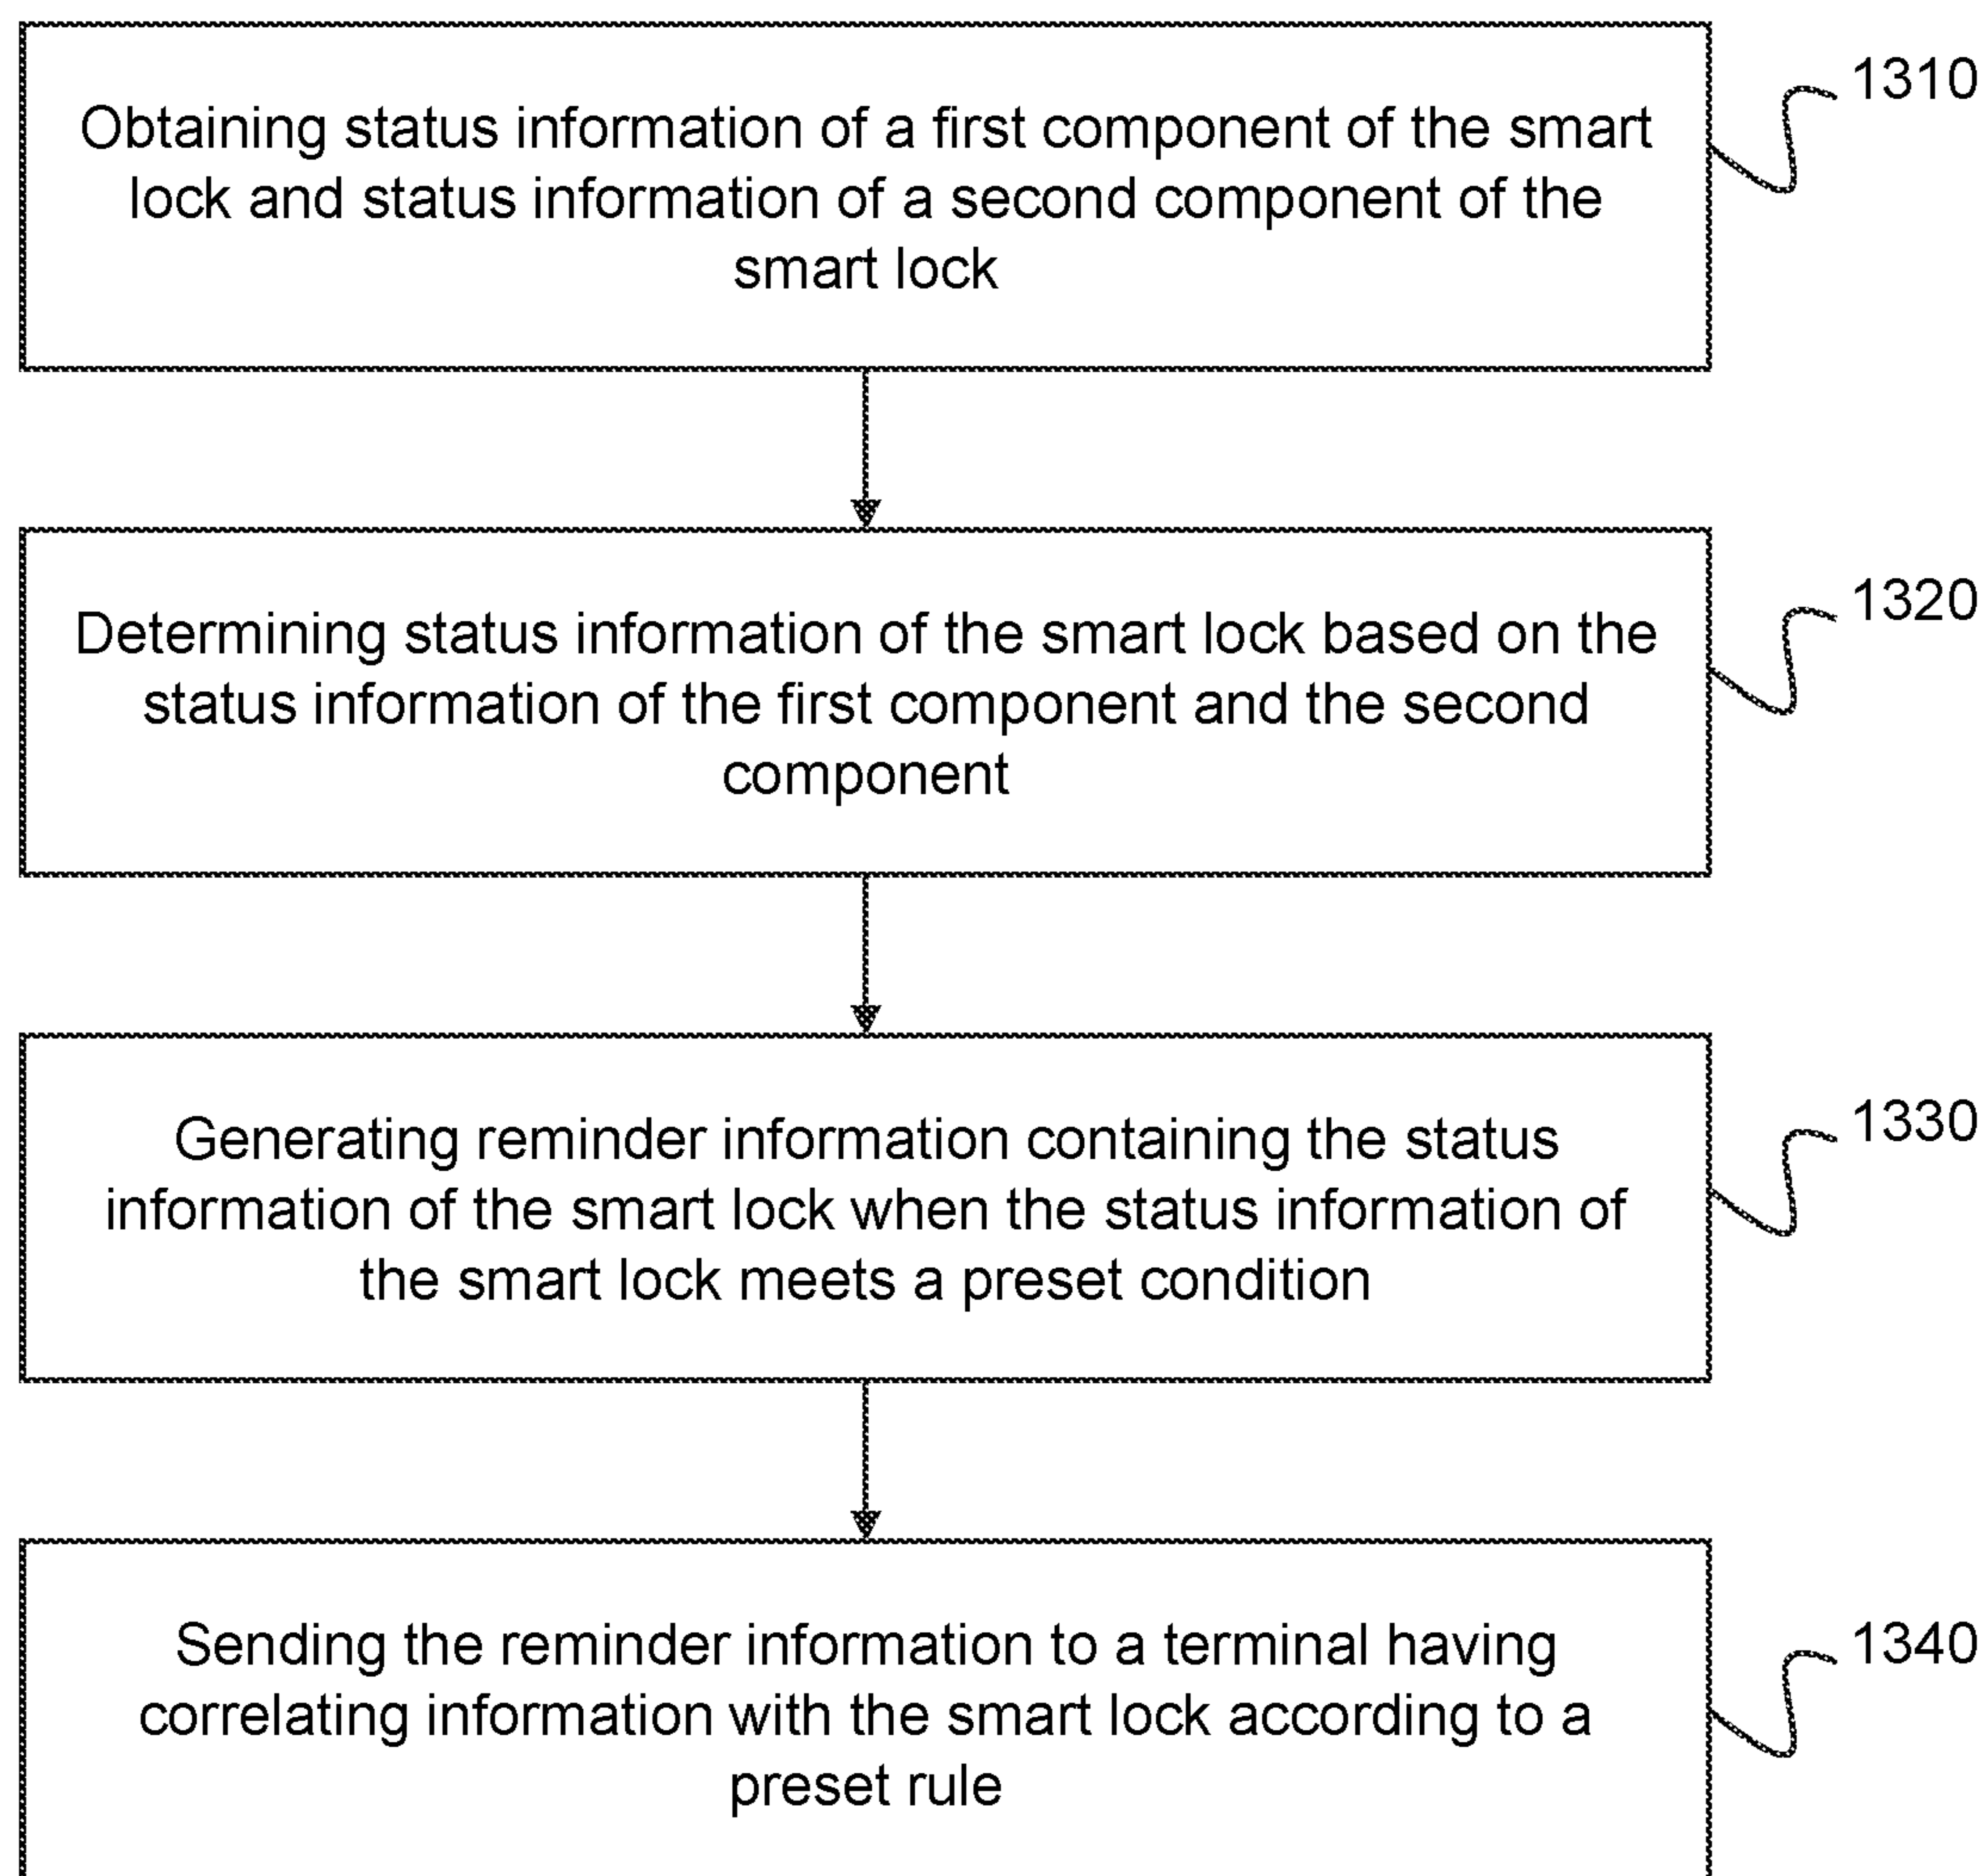 1310
Obtaining status information of a first component of the smart
lock and status information of a second component of the
smart lock
1320
Determining status information of the smart lock based on the
status information of the first component and the second
component
1330
Generating reminder information containing the status
information of the smart lock when the status information of
the smart lock meets a preset condition
1340
Sending the reminder information to a terminal having
correlating information with the smart lock according to a
preset rule